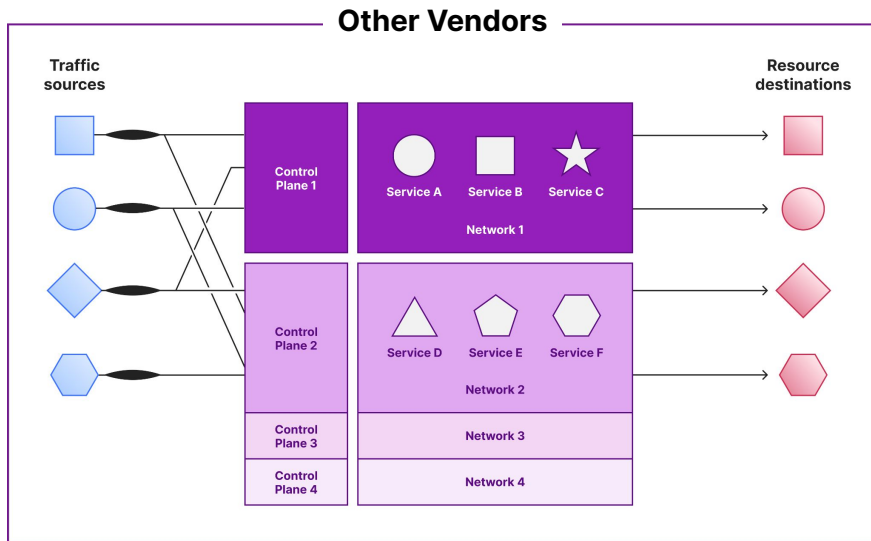 Other Vendors
Traffic
sources
Resource
destinations
Control
Plane 1
Service A
Service B
Service C
Network 1
Control
Plane 2
Service D
Service E
Service F
Network 2
Control
Plane 3
Network 3
Control
Plane 4
Network 4